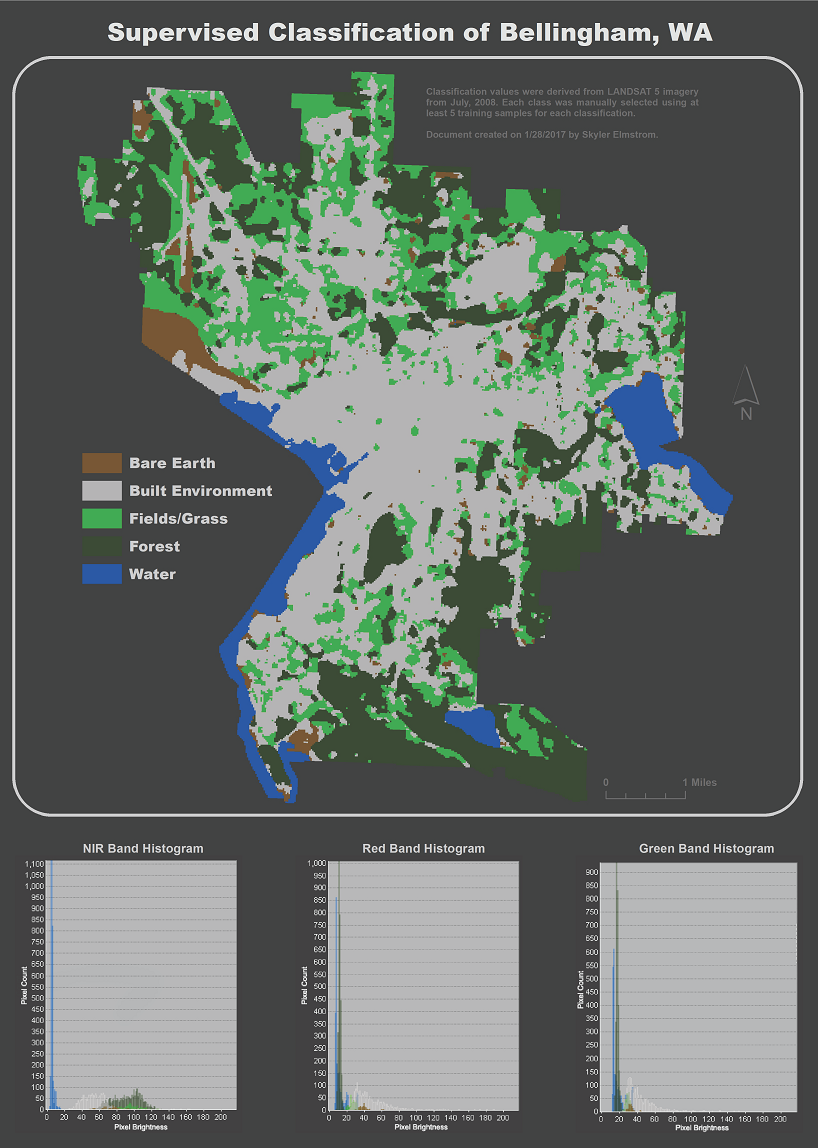 Supervised Classification of Bellingham, WA
Classification values were derived from LANDSAT 5 imagery
from July, 2008. Each class was manually selected using at
least 5 training samples for each classification.
Document created on 1/28/2017 by Skyler Elmstrom.
N
Bare Earth
Built Environment
Fields/Grass
Forest
Water
0 1 Miles
NIR Band Histogram
1,100
1,050
1,000
950
900
850
800
750
700
650
600
550
500
450
400
350
300
250
200
150
100
50
0
Pixel Count
0 20 40 60 80 100 120 140 160 180 200
Pixel Brightness
Red Band Histogram
1,000
950
900
850
800
750
700
650
600
550
500
450
400
350
300
250
200
150
100
50
0
Pixel Count
0 20 40 60 80 100 120 140 160 180 200
Pixel Brightness
Green Band Histogram
900
850
800
750
700
650
600
550
500
450
400
350
300
250
200
150
100
50
0
Pixel Count
0 20 40 60 80 100 120 140 160 180 200
Pixel Brightness